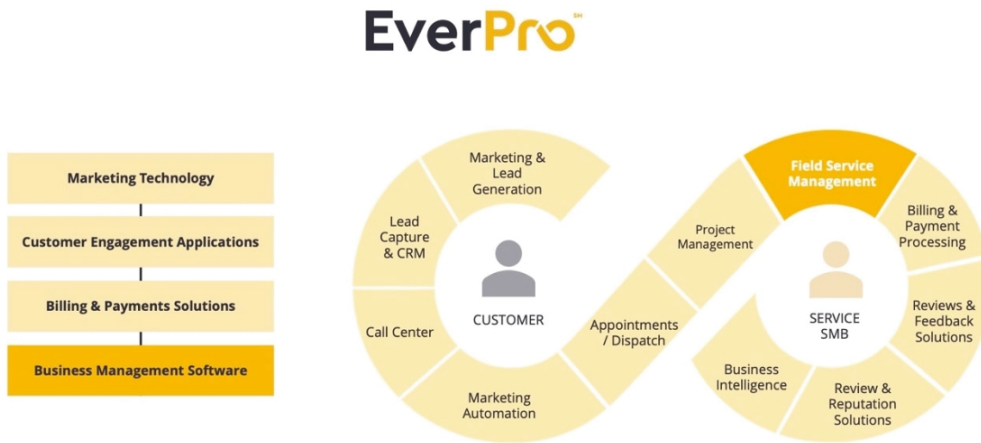 EverPro℠
Marketing Technology
Customer Engagement Applications
Billing & Payments Solutions
Business Management Software
Marketing &
Lead
Generation
Lead
Capture
& CRM
Call Center
Marketing
Automation
CUSTOMER
Appointments
/ Dispatch
Project
Management
Field Service
Management
Billing &
Payment
Processing
Reviews &
Feedback
Solutions
Review &
Reputation
Solutions
Business
Intelligence
SERVICE
SMB